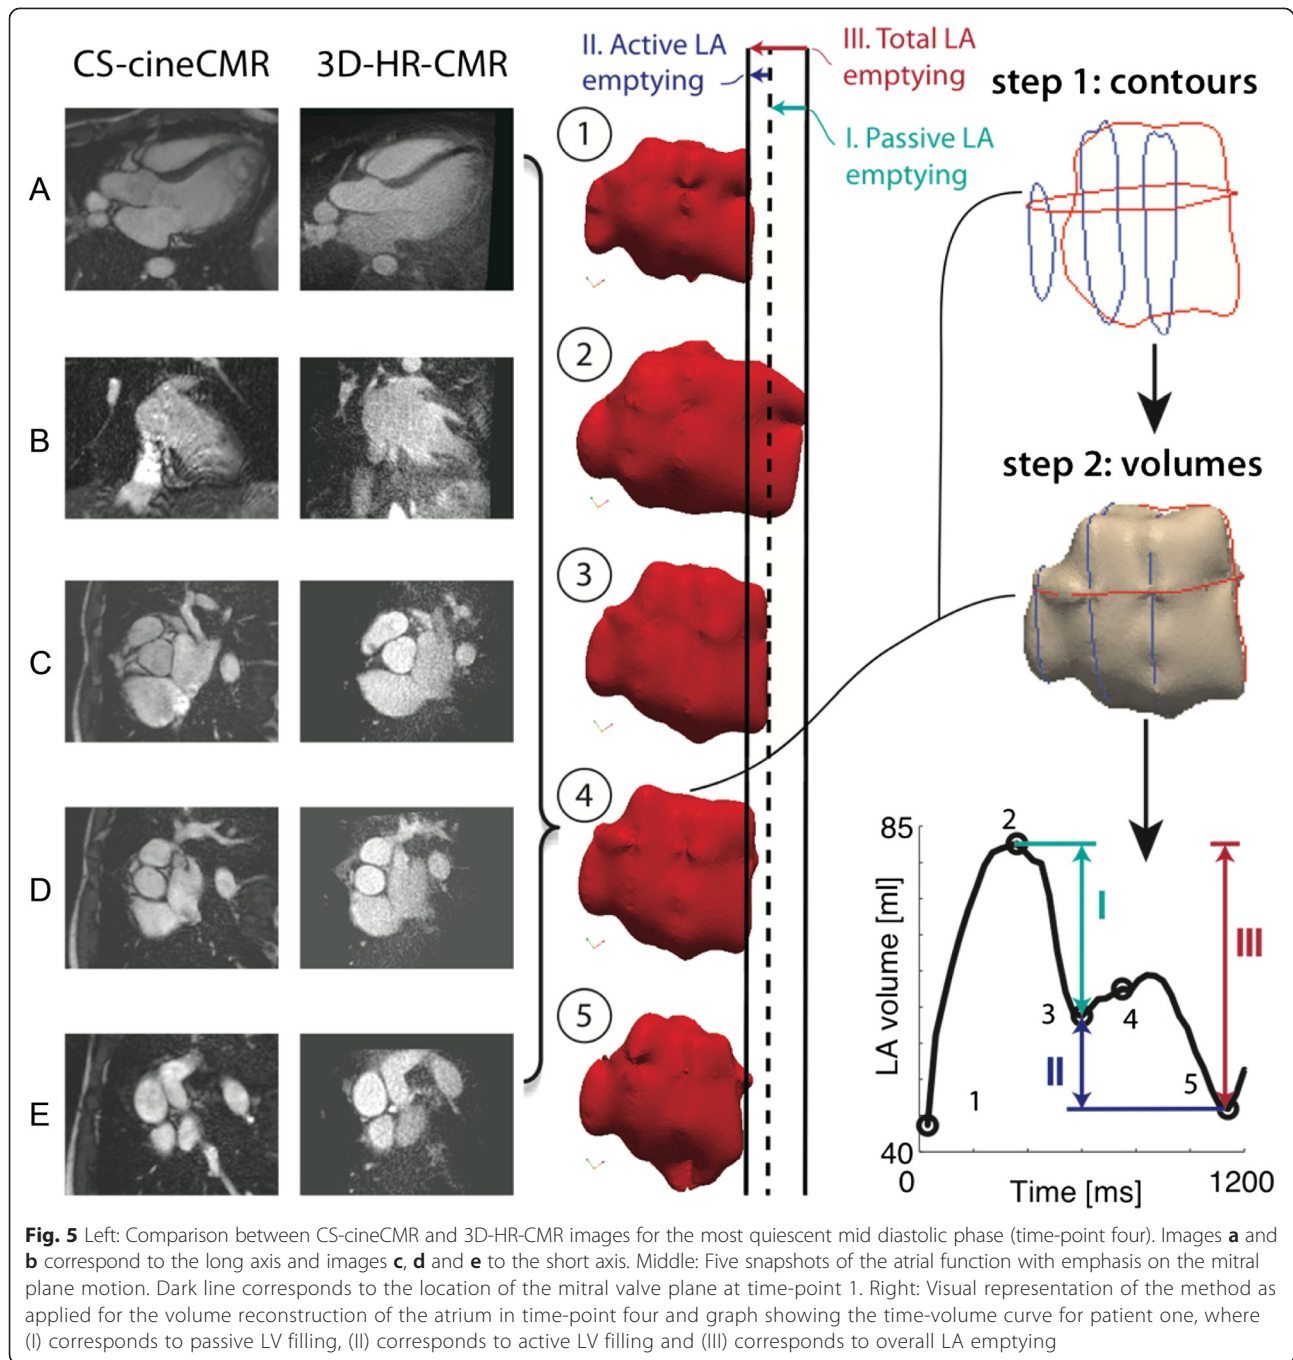 CS-cineCMR
3D-HR-CMR
A
B
C
D
E
II. Active LA
emptying
III. Total LA
emptying
I. Passive LA
emptying
1
2
3
4
5
step 1: contours
step 2: volumes
85
40
LA volume [ml]
0
Time [ms]
1200
1
2
3
4
5
I
II
III
Fig. 5 Left: Comparison between CS-cineCMR and 3D-HR-CMR images for the most quiescent mid diastolic phase (time-point four). Images a and
b correspond to the long axis and images c, d and e to the short axis. Middle: Five snapshots of the atrial function with emphasis on the mitral
plane motion. Dark line corresponds to the location of the mitral valve plane at time-point 1. Right: Visual representation of the method as
applied for the volume reconstruction of the atrium in time-point four and graph showing the time-volume curve for patient one, where
(I) corresponds to passive LV filling, (II) corresponds to active LV filling and (III) corresponds to overall LA emptying